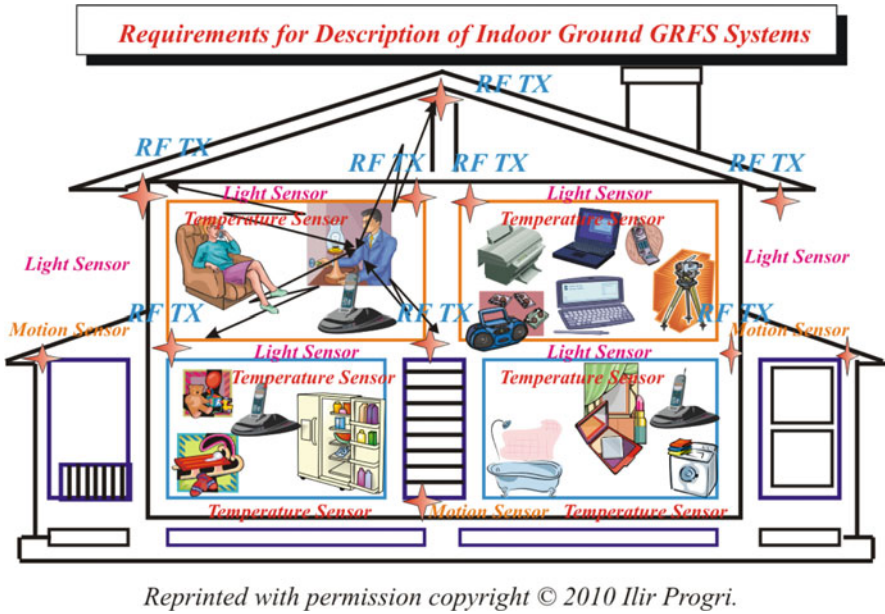 Requirements for Description of Indoor Ground GRFS Systems
RF TX
RF TX
RF TX
RF TX
RF TX
Light Sensor
Light Sensor
Temperature Sensor
Temperature Sensor
Light Sensor
Light Sensor
RF TX
RF TX
RF TX
Motion Sensor
Motion Sensor
Light Sensor
Light Sensor
Temperature Sensor
Temperature Sensor
Temperature Sensor
Motion Sensor
Temperature Sensor
Reprinted with permission copyright © 2010 Ilir Progri.